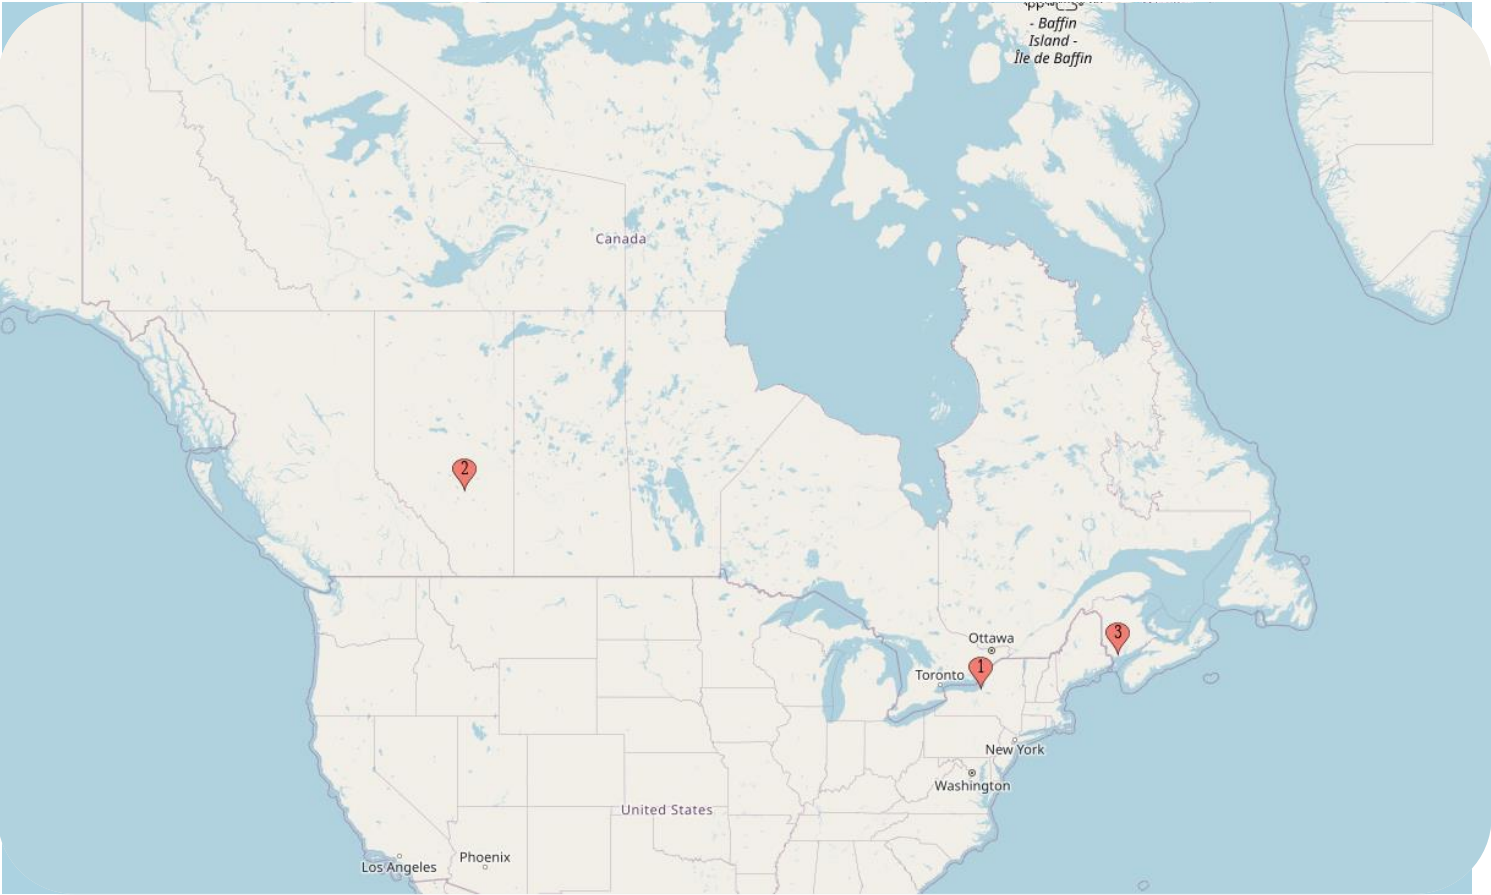 - Baffin
Island -
Île de Baffin
Canada
2
3
Ottawa
1
Toronto
New York
Washington
United States
Phoenix
Los Angeles